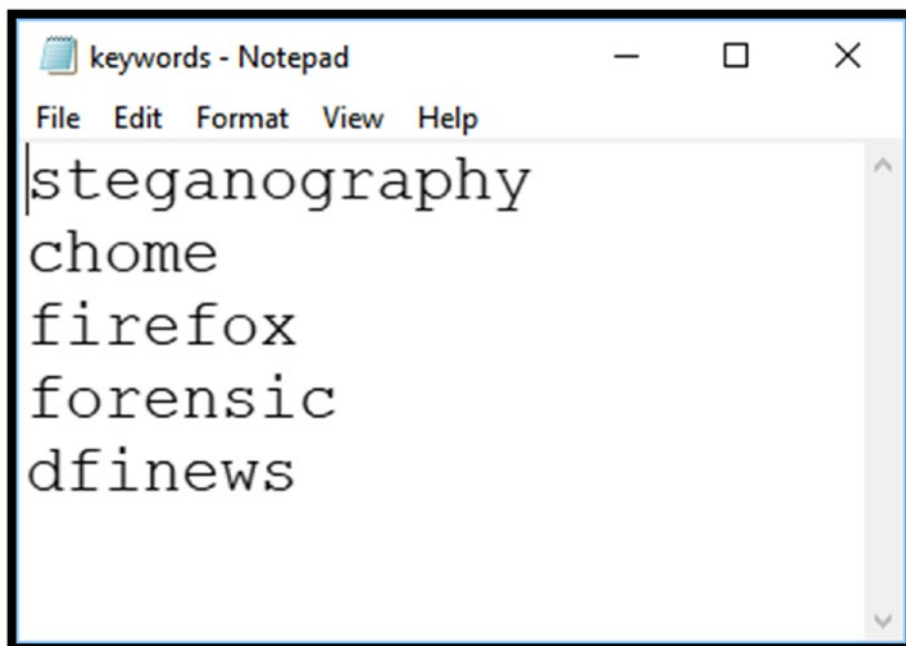 keywords - Notepad
File Edit Format View Help
steganography
chome
firefox
forensic
dfinews